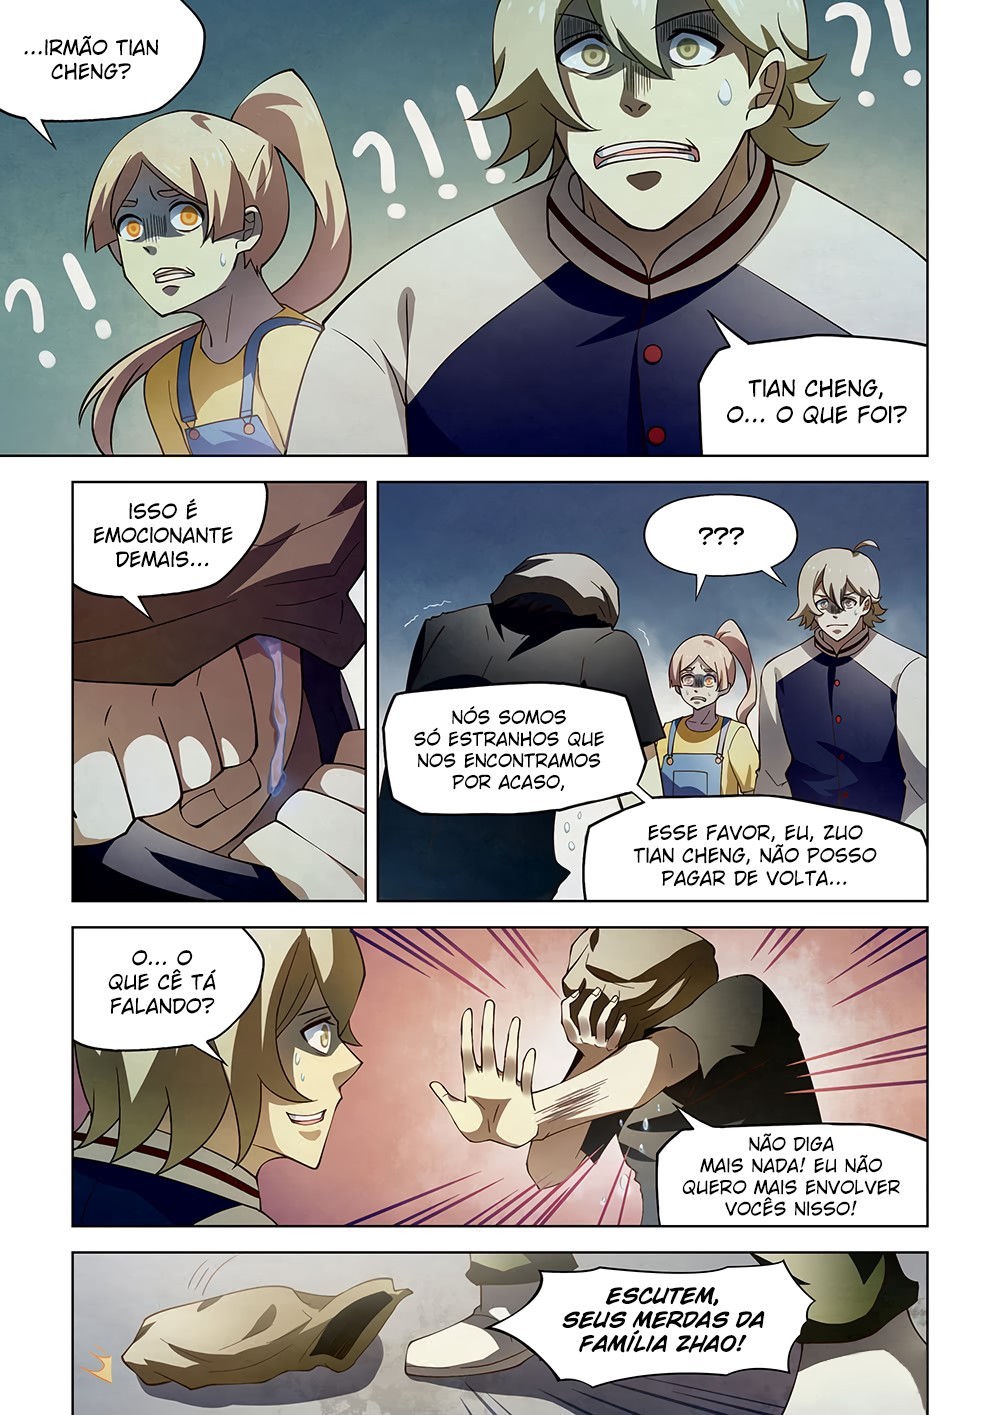 ...IRMÃO TIAN
CHENG?
?!
?!!
?!
TIAN CHENG,
O... O QUE FOI?
ISSO É
EMOCIONANTE
DEMAIS...
???
NÓS SOMOS
SÓ ESTRANHOS QUE
NOS ENCONTRAMOS
POR ACASO,
ESSE FAVOR, EU, ZUO
TIAN CHENG, NÃO POSSO
PAGAR DE VOLTA...
O... O
QUE CÊ TÁ
FALANDO?
NÃO DIGA
MAIS NADA! EU NÃO
QUERO MAIS ENVOLVER
VOCÊS NISSO!
ESCUTEM,
SEUS MERDAS DA
FAMÍLIA ZHAO!